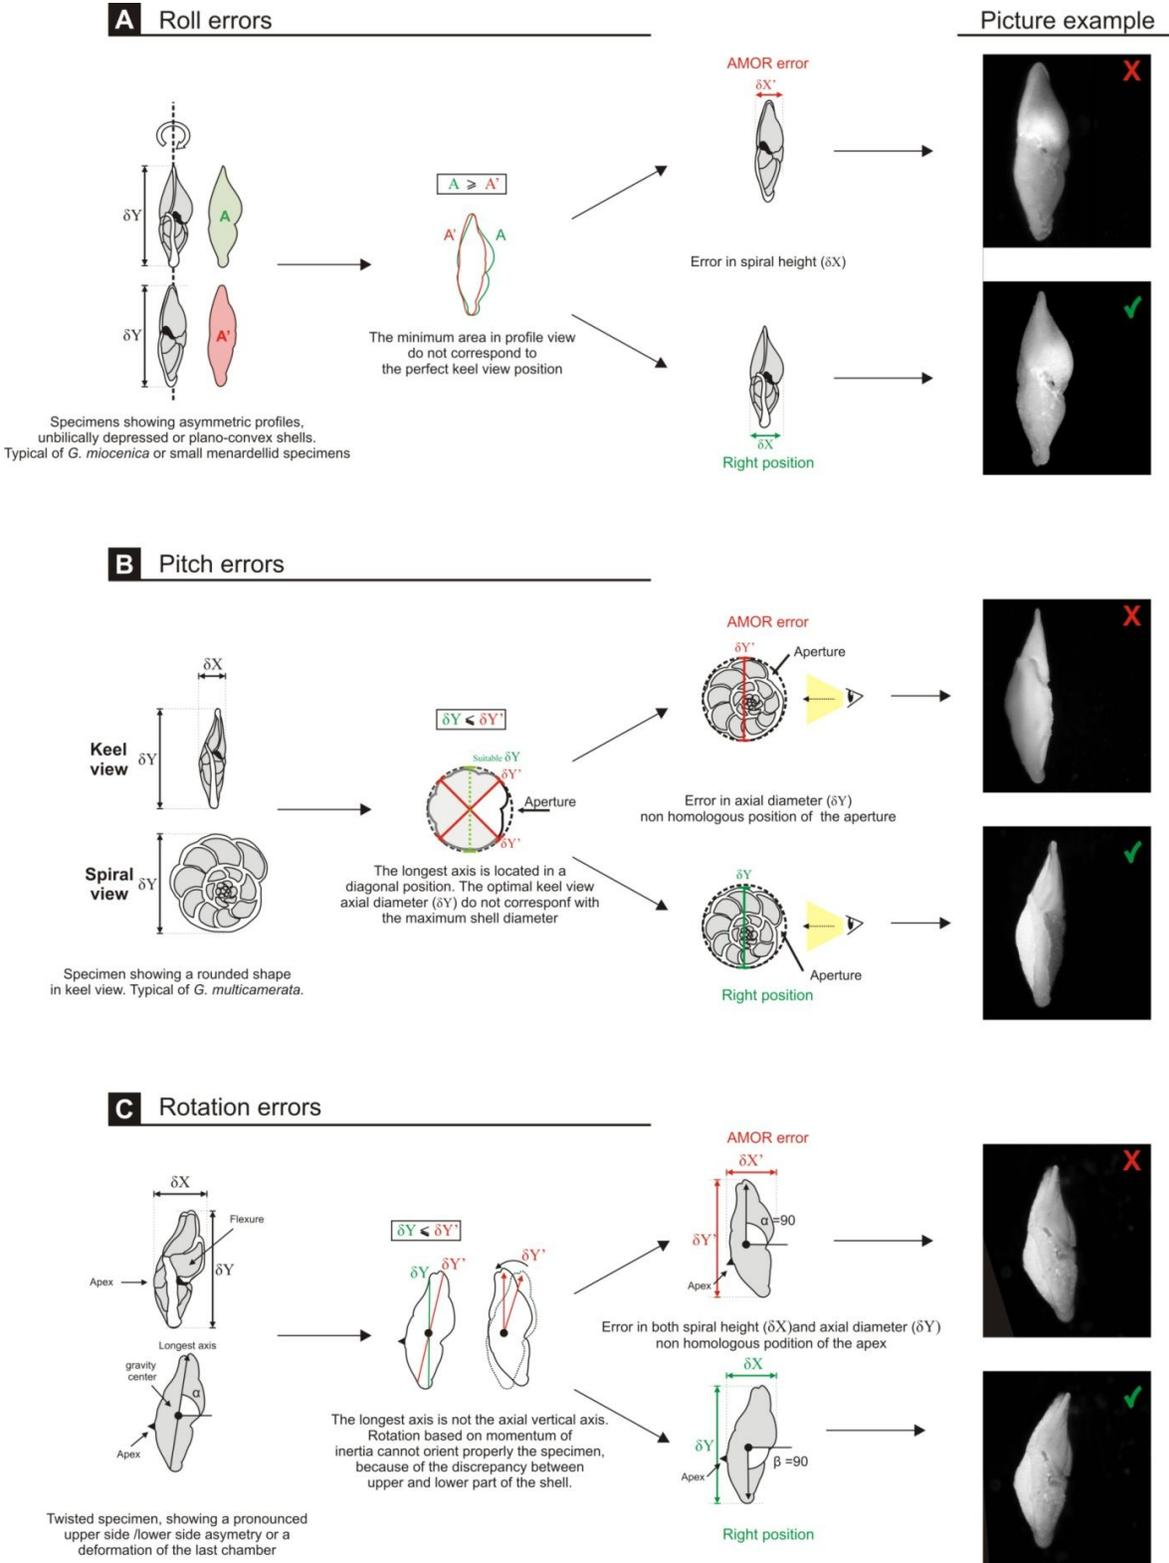 A Roll errors
Picture example
AMOR error
δX’
X
δY
A
A ⩾ A’
A’ A
Error in spiral height (δX)
✓
δY
A’
The minimum area in profile view
do not correspond to
the perfect keel view position
δX
Right position
Specimens showing asymmetric profiles,
unbilically depressed or plano-convex shells.
Typical of G. miocenica or small menardellid specimens
B Pitch errors
AMOR error
X
δY’
Aperture
δX
Keel
view
δY
δY ⩽ δY’
Suitable δY
δY’
Aperture
δY’
Error in axial diameter (δY)
non homologous position of the aperture
✓
Spiral
view
δY
The longest axis is located in a
diagonal position. The optimal keel view
axial diameter (δY) do not corresponf with
the maximum shell diameter
δY
Aperture
Right position
Specimen showing a rounded shape
in keel view. Typical of G. multicamerata.
C Rotation errors
AMOR error
X
δX’
δX
Flexure
δY
Apex
δY ⩽ δY’
δY δY’
δY’
δY’
α=90
Apex
Error in both spiral height (δX)and axial diameter (δY)
non homologous podition of the apex
Longest axis
gravity
center
α
Apex
The longest axis is not the axial vertical axis.
Rotation based on momentum of
inertia cannot orient properly the specimen,
because of the discrepancy between
upper and lower part of the shell.
δX
✓
δY
β =90
Apex
Right position
Twisted specimen, showing a pronounced
upper side /lower side asymetry or a
deformation of the last chamber